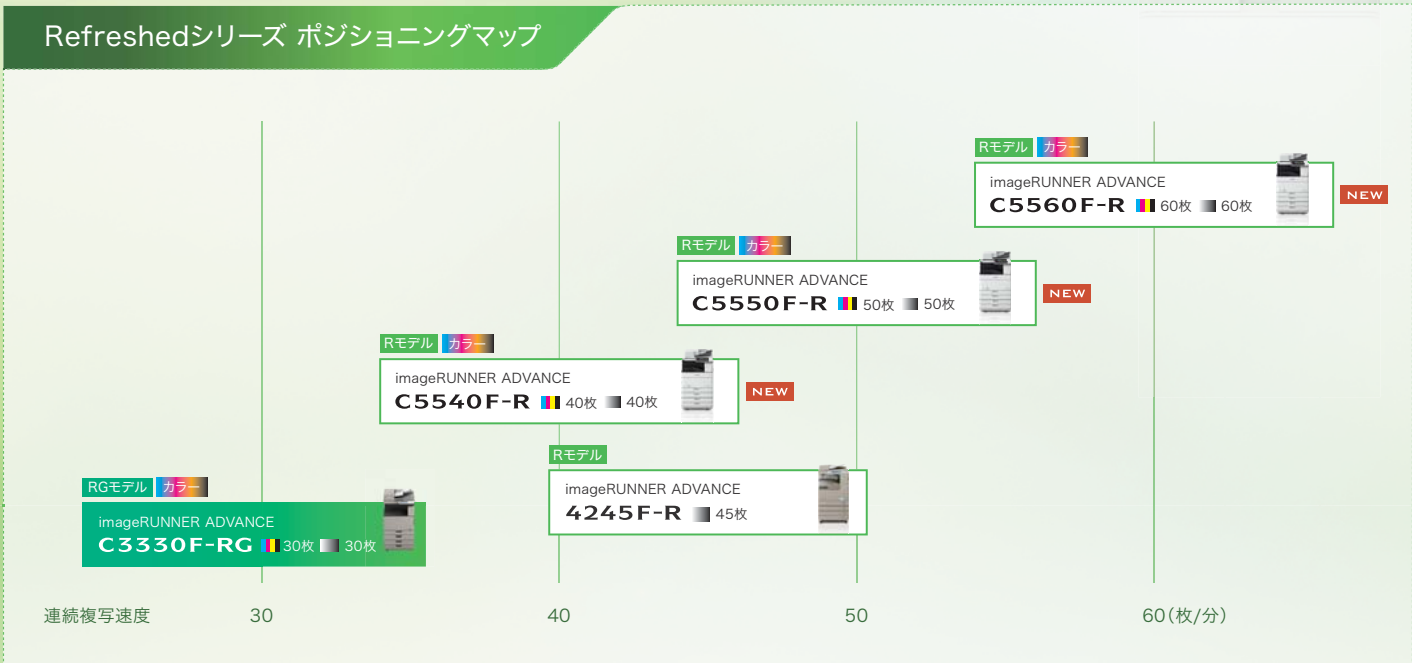 Refreshedシリーズ ポジショニングマップ
Rモデル カラー
imageRUNNER ADVANCE
C5560F-R 60枚 60枚
NEW
Rモデル カラー
imageRUNNER ADVANCE
C5550F-R 50枚 50枚
NEW
Rモデル カラー
imageRUNNER ADVANCE
C5540F-R 40枚 40枚
NEW
Rモデル
imageRUNNER ADVANCE
4245F-R 45枚
RGモデル カラー
imageRUNNER ADVANCE
C3330F-RG 30枚 30枚
連続複写速度 30 40 50 60(枚/分)